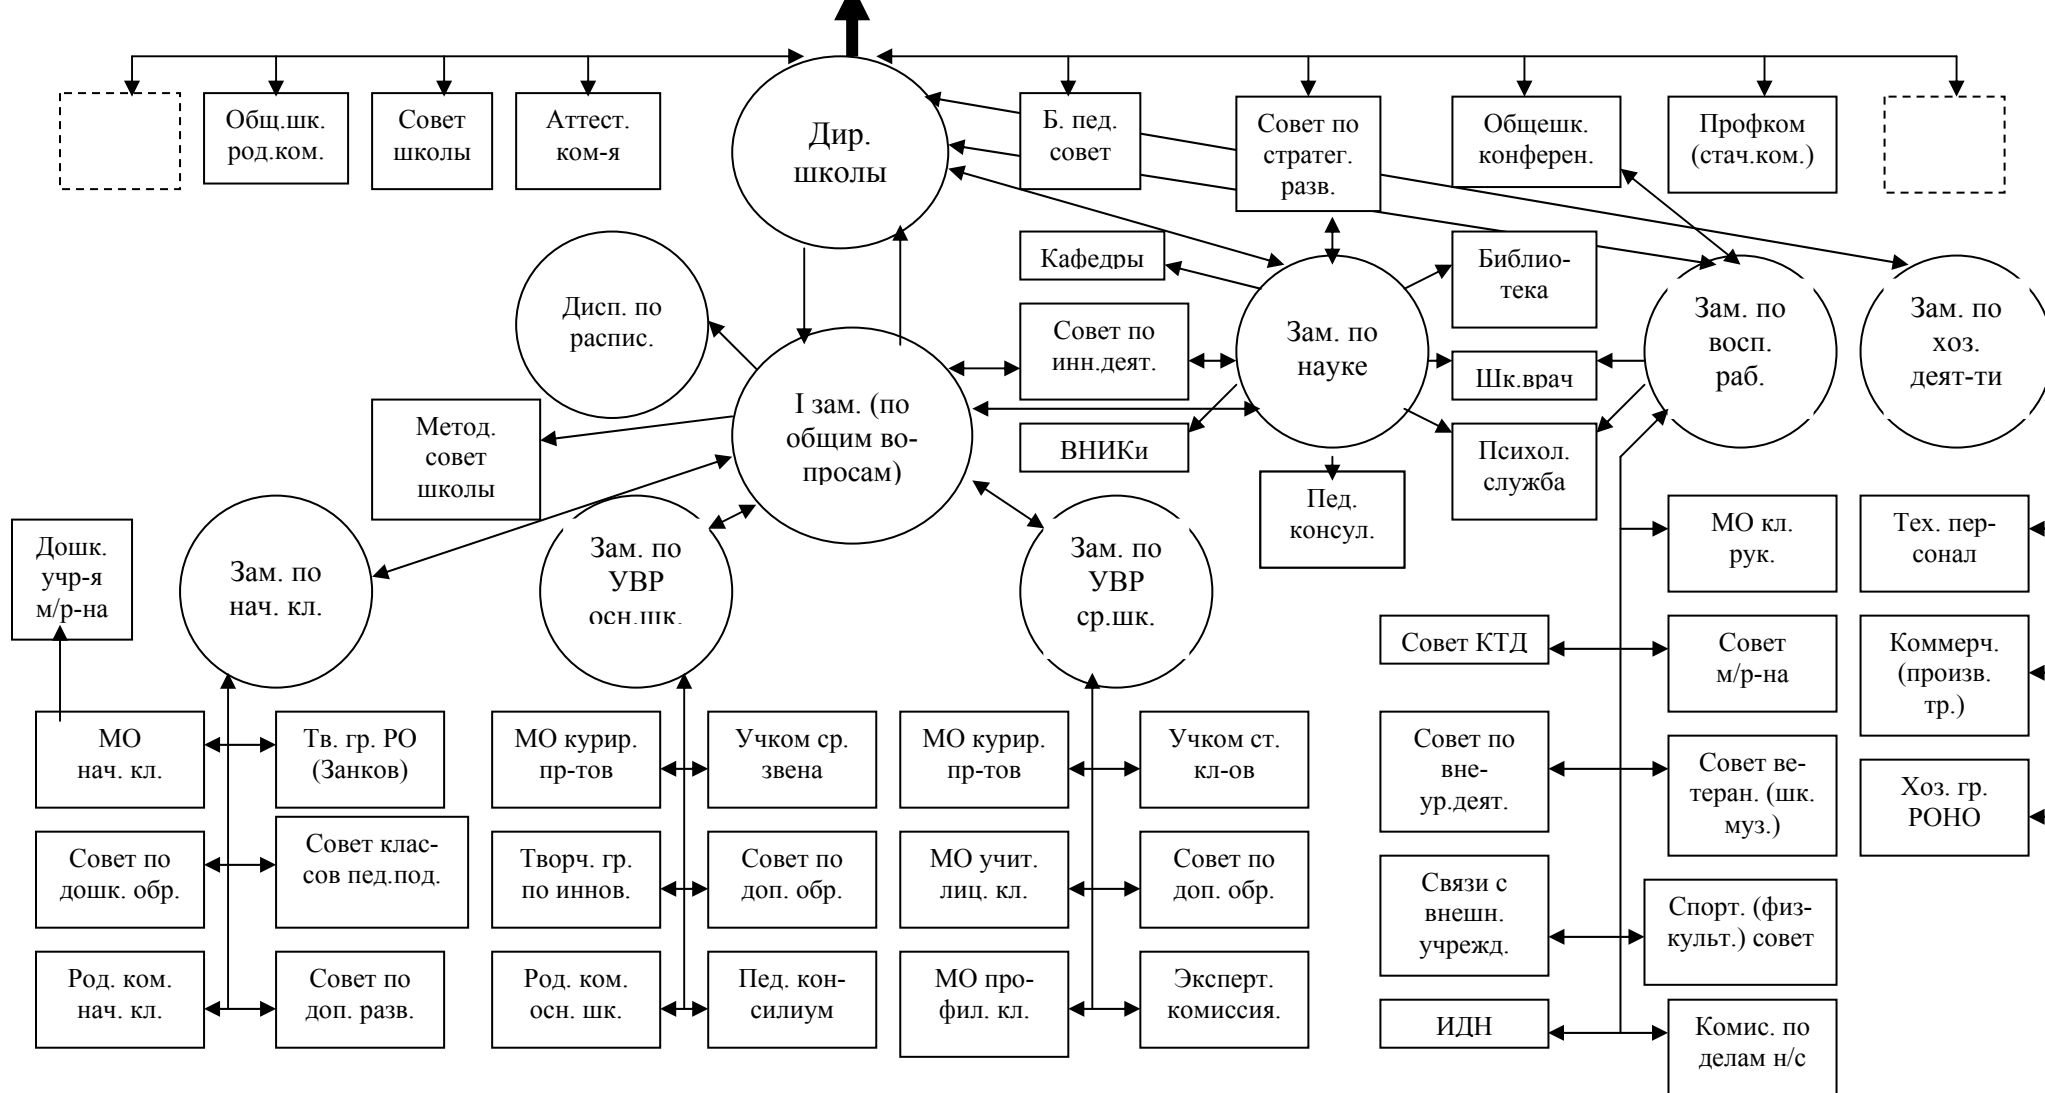 Общ.шк.
род.ком.
Совет
школы
Аттест.
ком-я
Дир.
школы
Б. пед.
совет
Совет по
стратег.
разв.
Общешк.
конферен.
Профком
(стач.ком.)
Дисп. по
распис.
Кафедры
Библио-
тека
Совет по
инн.деят.
Зам. по
науке
Шк.врач
Зам. по
восп.
раб.
Зам. по
хоз.
деят-ти
I зам. (по
общим во-
просам)
Метод.
совет
школы
ВНИКи
Психол.
служба
Пед.
консул.
Дошк.
учр-я
м/р-на
Зам. по
нач. кл.
Зам. по
УВР
осн.шк.
Зам. по
УВР
ср.шк.
МО кл.
рук.
Тех. пер-
сонал
Совет КТД
Совет
м/р-на
Коммерч.
(произв.
тр.)
МО
нач. кл.
Тв. гр. РО
(Занков)
МО курир.
пр-тов
Учком ср.
звена
МО курир.
пр-тов
Учком ст.
кл-ов
Совет по
вне-
ур.деят.
Совет ве-
теран. (шк.
муз.)
Хоз. гр.
РОНО
Совет по
дошк. обр.
Совет клас-
сов пед.под.
Творч. гр.
по иннов.
Совет по
доп. обр.
МО учит.
лиц. кл.
Совет по
доп. обр.
Связи с
внешн.
учрежд.
Спорт. (физ-
культ.) совет
Род. ком.
нач. кл.
Совет по
доп. разв.
Род. ком.
осн. шк.
Пед. кон-
силиум
МО про-
фил. кл.
Эксперт.
комиссия.
ИДН
Комис. по
делам н/с